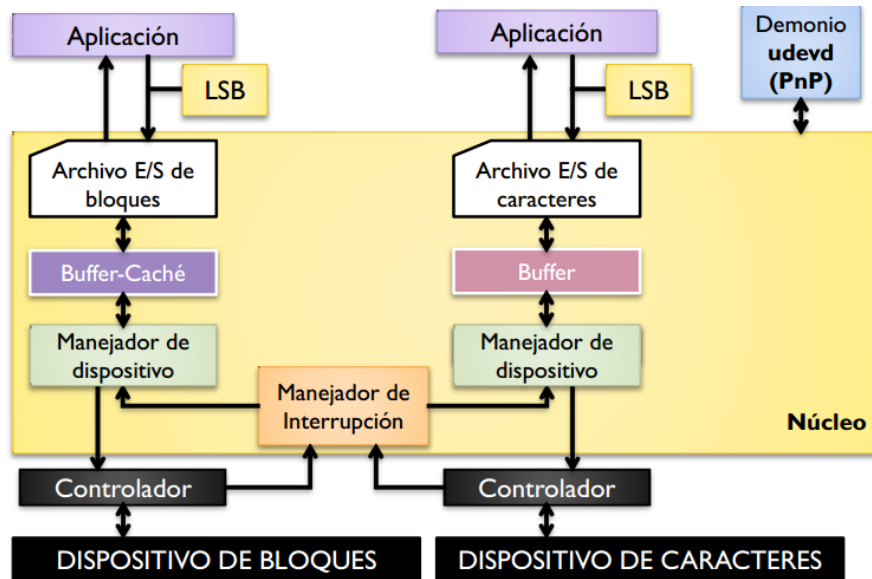 Aplicación
LSB
Archivo E/S de
bloques
Buffer-Caché
Manejador de
dispositivo
Aplicación
LSB
Archivo E/S de
caracteres
Buffer
Manejador de
dispositivo
Demonio
udevd
(PnP)
Manejador de
Interrupción
Núcleo
Controlador
Controlador
DISPOSITIVO DE BLOQUES
DISPOSITIVO DE CARACTERES